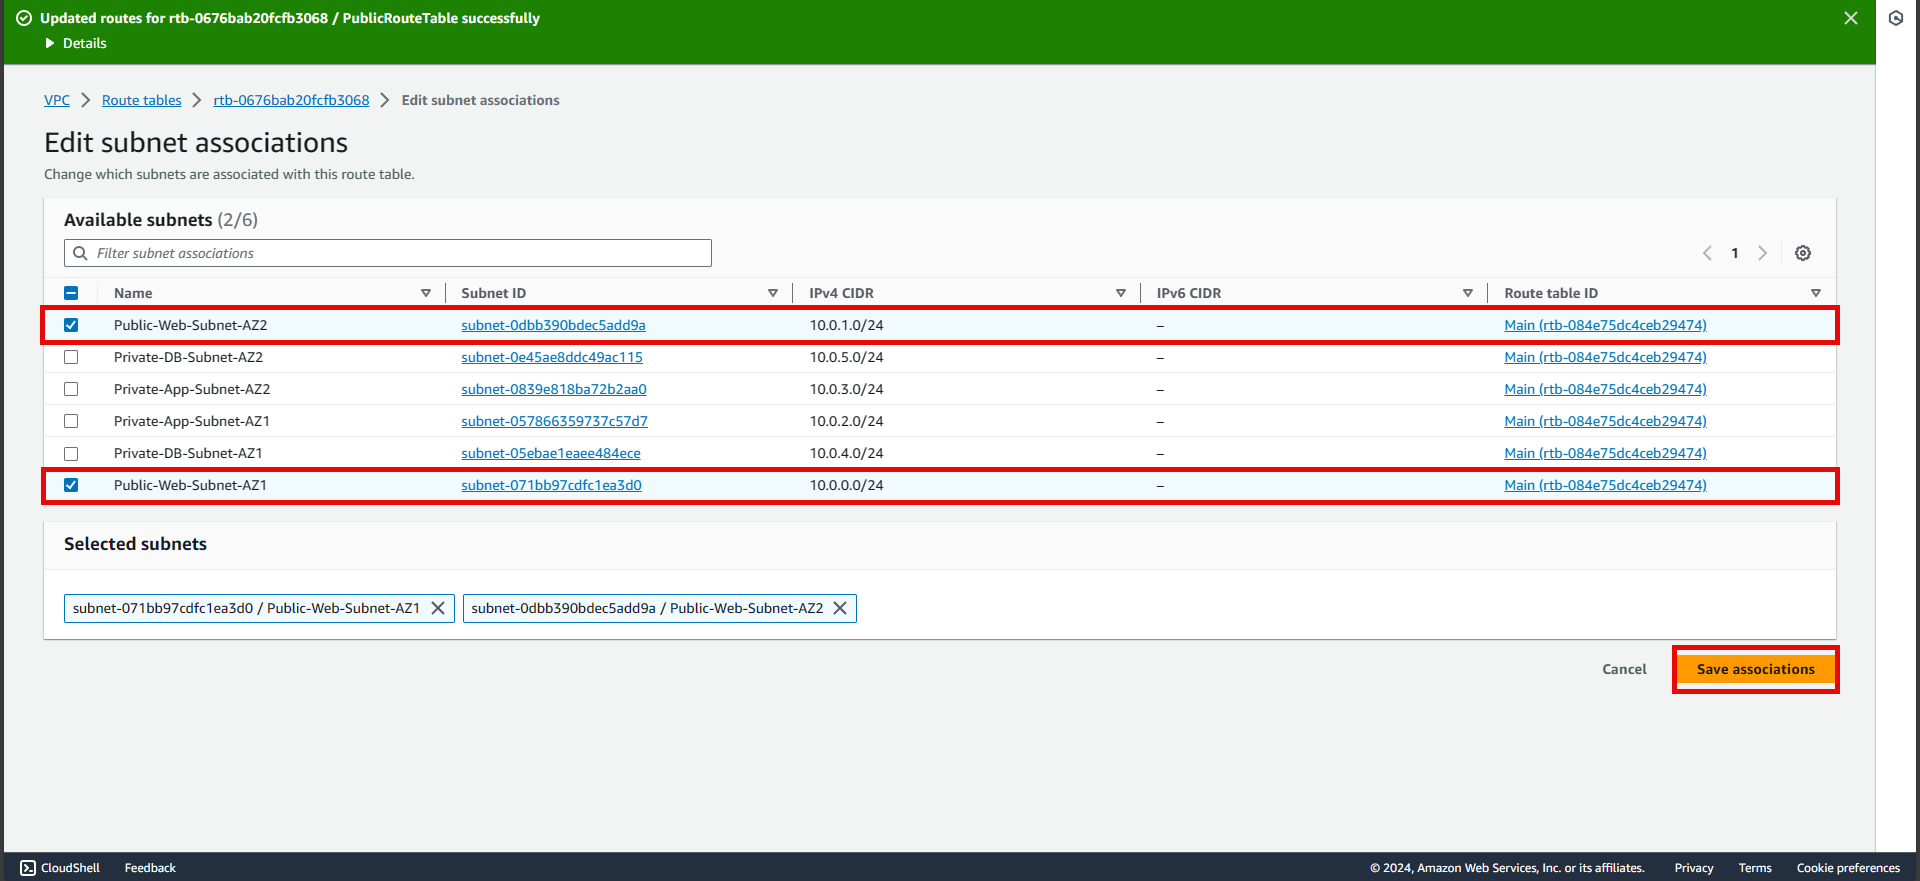 Updated routes for rtb-0676bab20fcfb3068 / PublicRouteTable successfully
Details
VPC Route tables rtb-0676bab20fcfb3068 Edit subnet associations
Edit subnet associations
Change which subnets are associated with this route table.
Available subnets (2/6)
Filter subnet associations
1
Name Subnet ID IPv4 CIDR IPv6 CIDR Route table ID
Public-Web-Subnet-AZ2 subnet-0dbb390bdec5add9a 10.0.1.0/24 – Main (rtb-084e75dc4ceb29474)
Private-DB-Subnet-AZ2 subnet-0e45ae8ddc49ac115 10.0.5.0/24 – Main (rtb-084e75dc4ceb29474)
Private-App-Subnet-AZ2 subnet-0839e818ba72b2aa0 10.0.3.0/24 – Main (rtb-084e75dc4ceb29474)
Private-App-Subnet-AZ1 subnet-057866359737c57d7 10.0.2.0/24 – Main (rtb-084e75dc4ceb29474)
Private-DB-Subnet-AZ1 subnet-05ebae1eaee484ece 10.0.4.0/24 – Main (rtb-084e75dc4ceb29474)
Public-Web-Subnet-AZ1 subnet-071bb97cdfc1ea3d0 10.0.0.0/24 – Main (rtb-084e75dc4ceb29474)
Selected subnets
subnet-071bb97cdfc1ea3d0 / Public-Web-Subnet-AZ1 subnet-0dbb390bdec5add9a / Public-Web-Subnet-AZ2
Cancel Save associations
CloudShell Feedback © 2024, Amazon Web Services, Inc. or its affiliates. Privacy Terms Cookie preferences